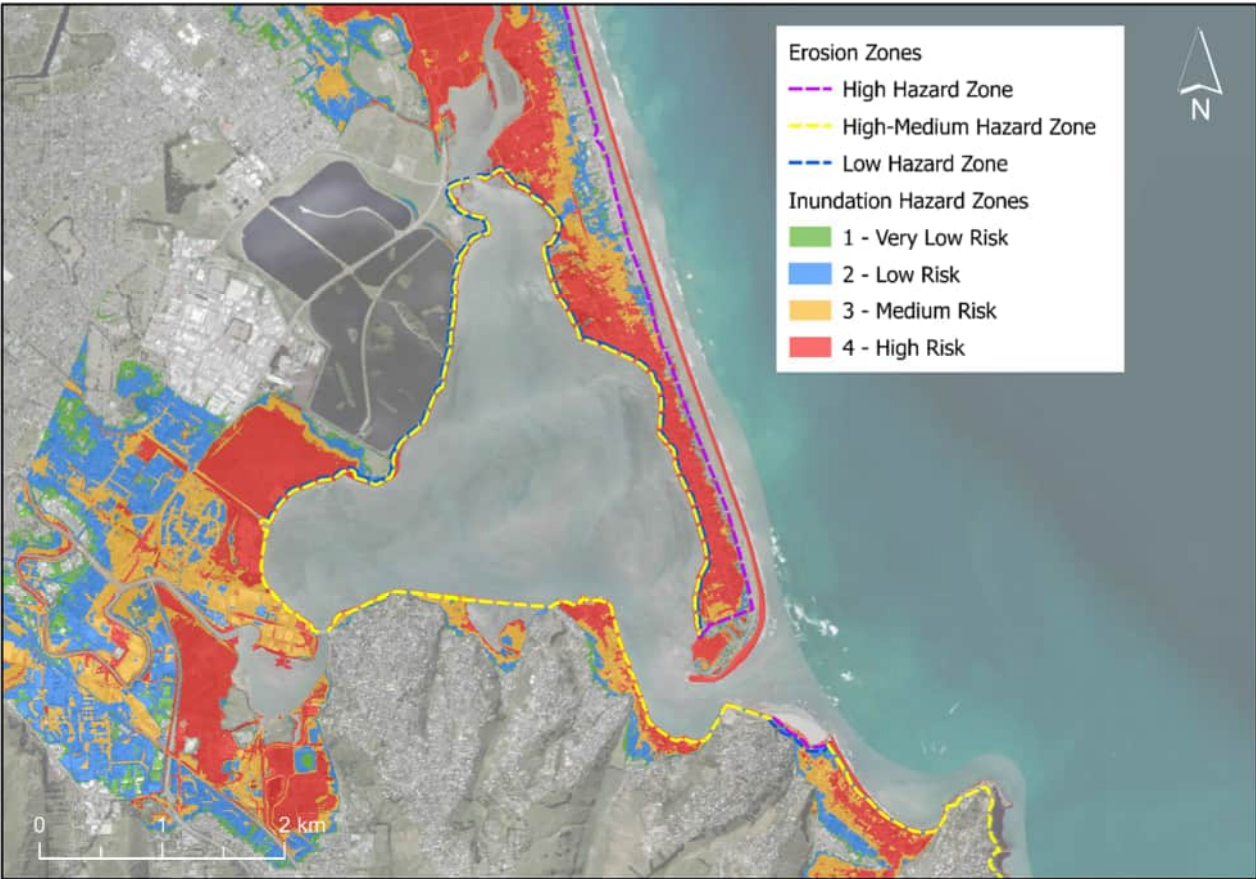 Erosion Zones
High Hazard Zone
High-Medium Hazard Zone
Low Hazard Zone
Inundation Hazard Zones
1 - Very Low Risk
2 - Low Risk
3 - Medium Risk
4 - High Risk
N
0 1 2 km